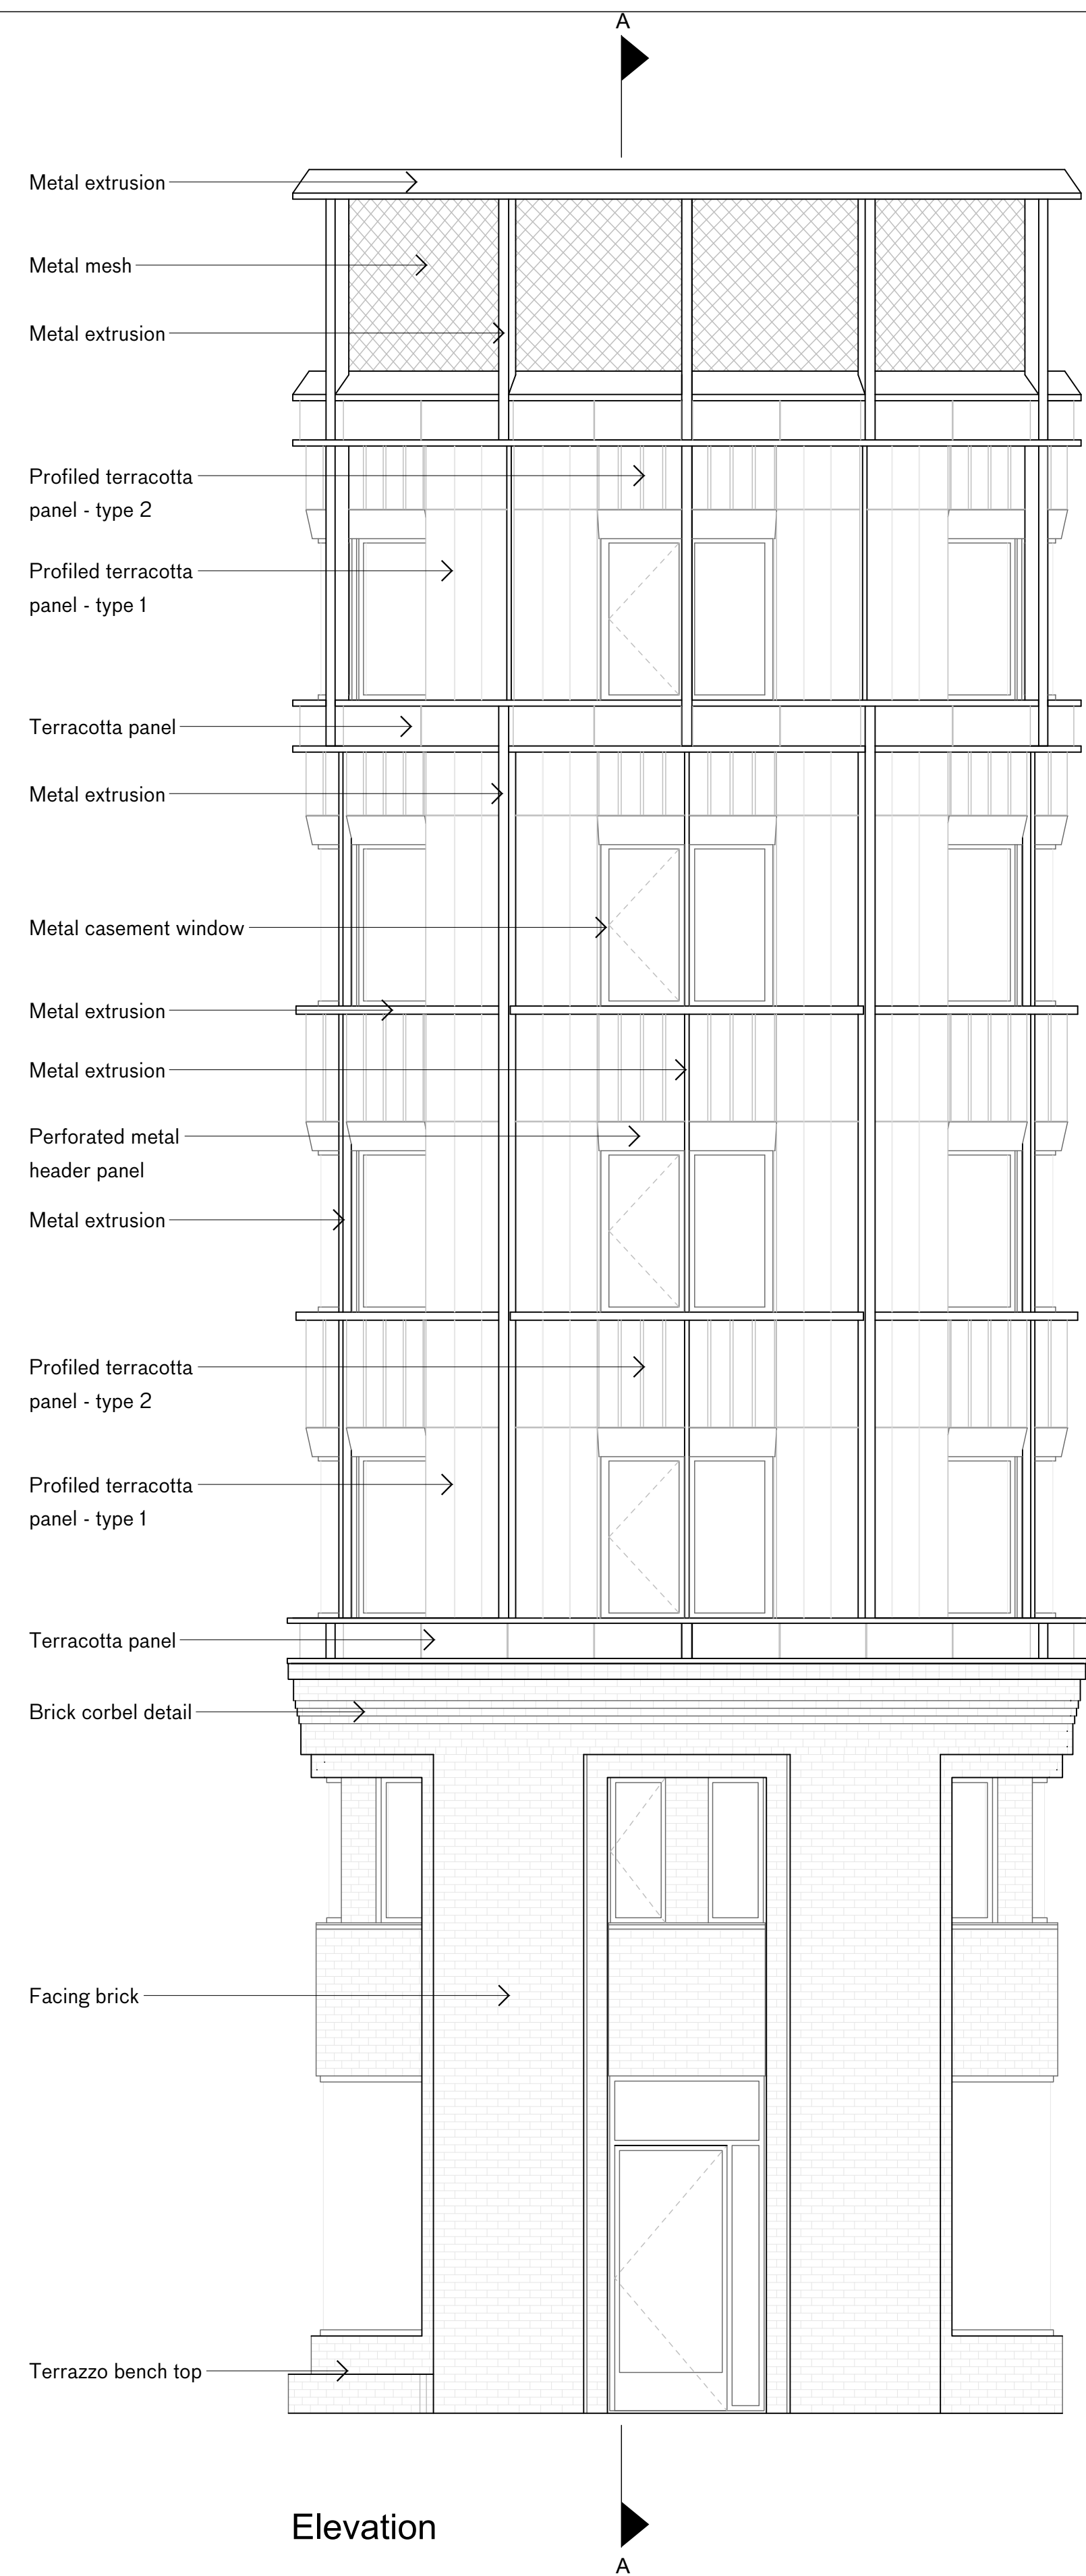 A
Metal extrusion
Metal mesh
Metal extrusion
Profiled terracotta
panel - type 2
Profiled terracotta
panel - type 1
Terracotta panel
Metal extrusion
Metal casement window
Metal extrusion
Metal extrusion
Perforated metal
header panel
Metal extrusion
Profiled terracotta
panel - type 2
Profiled terracotta
panel - type 1
Terracotta panel
Brick corbel detail
Facing brick
Terrazzo bench top
Elevation
A